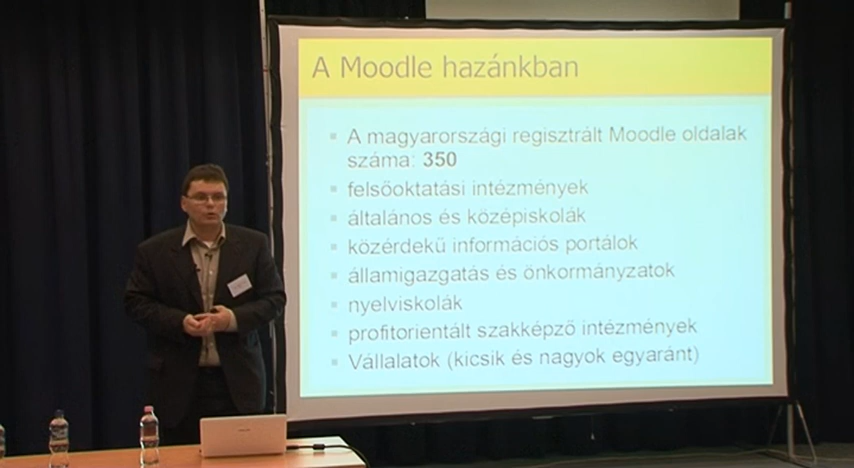 A Moodle hazánkban
A magyarországi regisztrált Moodle oldalak
száma: 350
felsőoktatási intézmények
általános és középiskolák
közérdekű információs portálok
államigazgatás és önkormányzatok
nyelviskolák
profitorientált szakképző intézmények
Vállalatok (kicsik és nagyok egyaránt)